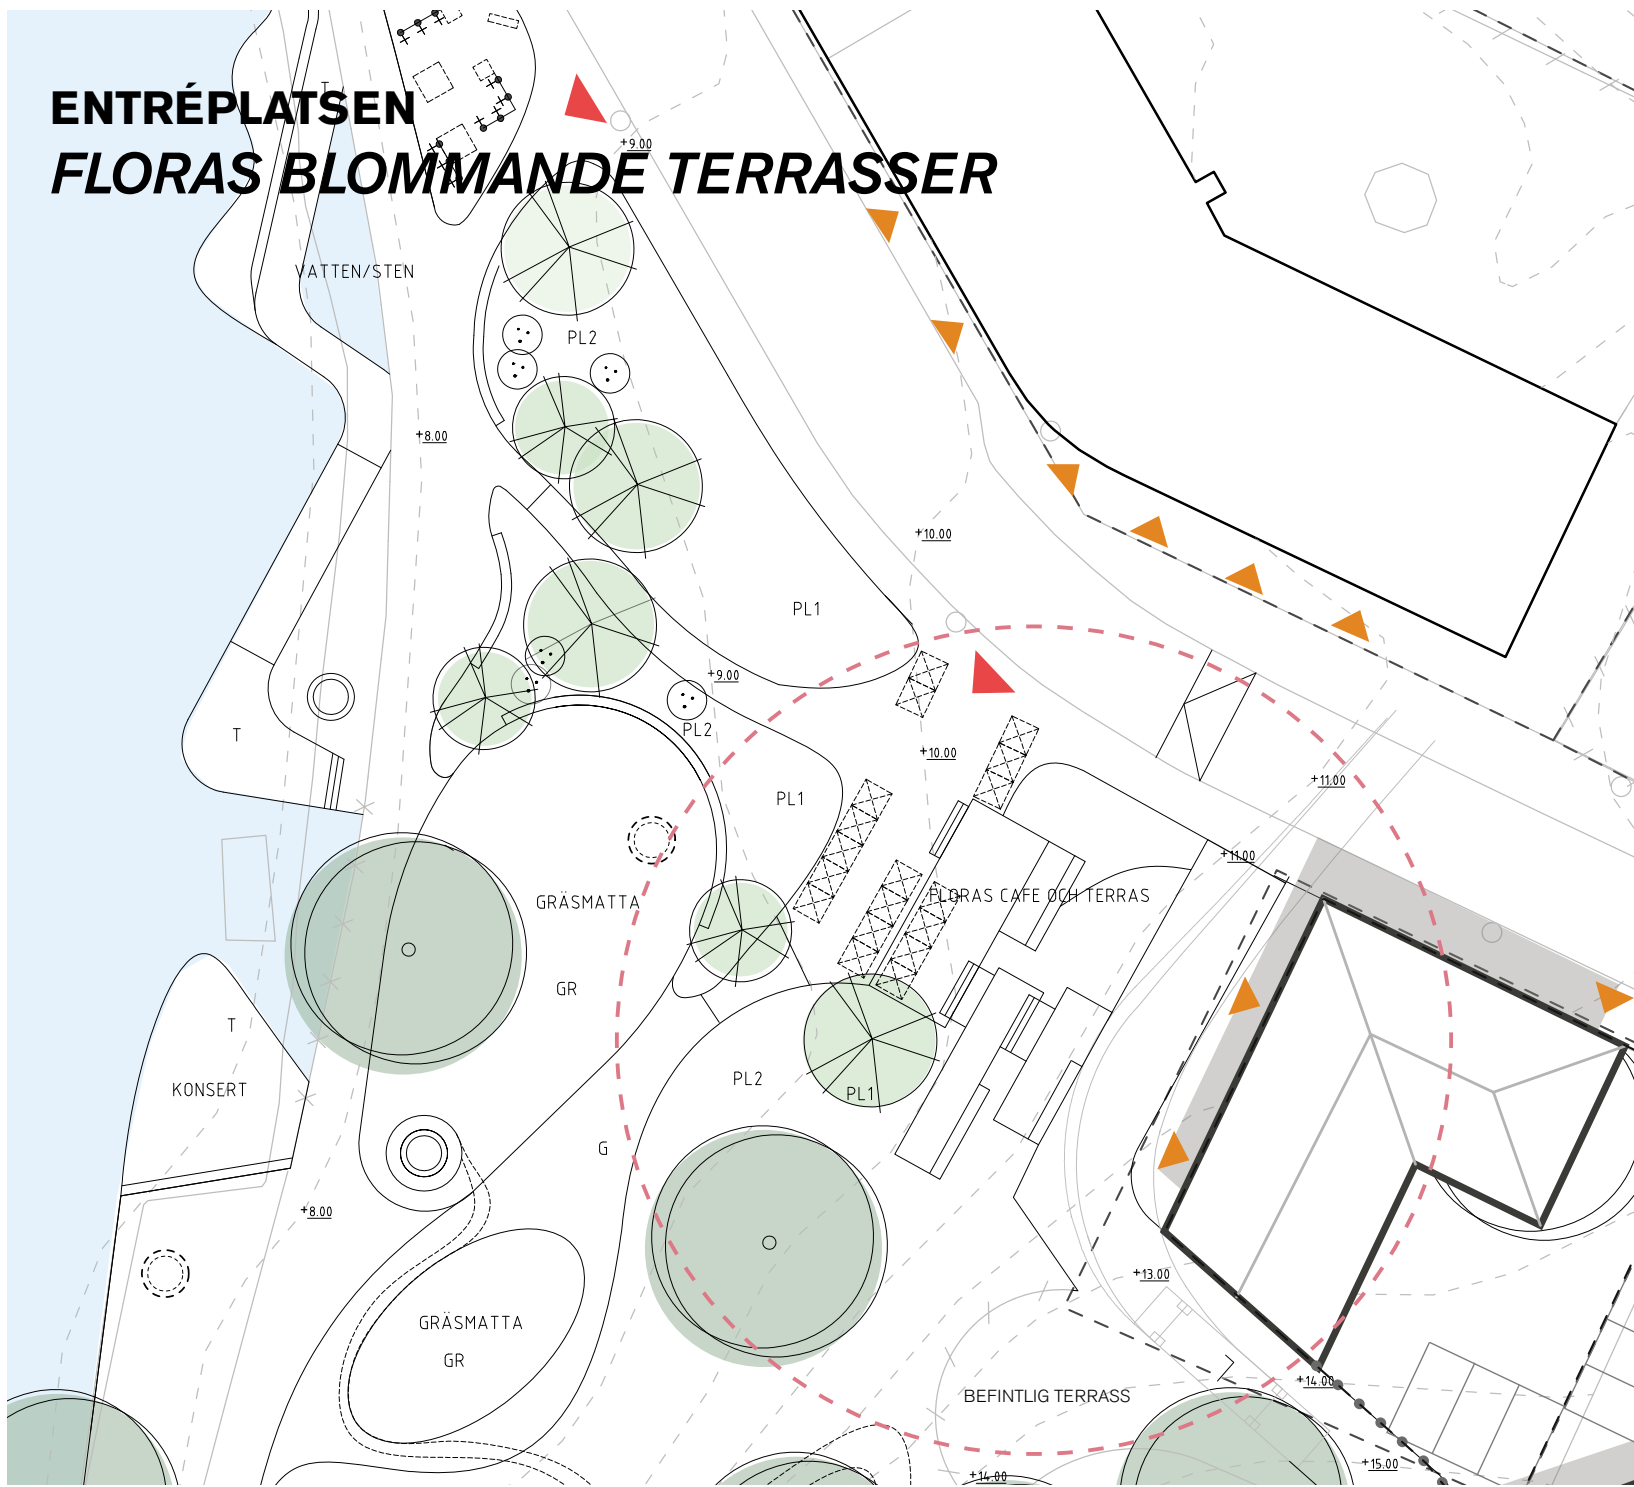 T
ENTRÉPLATSEN
+9.00
FLORAS BLOMMANDE TERRASSER
VATTEN/STEN
PL2
+8.00
+10.00
PL1
+9.00
PL2
T
+10.00
+11.00
PL1
+11.00
FLORAS CAFE OCH TERRAS
GRÄSMATTA
GR
T
PL2
KONSERT
PL1
G
+8.00
+13.00
GRÄSMATTA
GR
+14.00
BEFINTLIG TERRASS
+15.00
+14.00